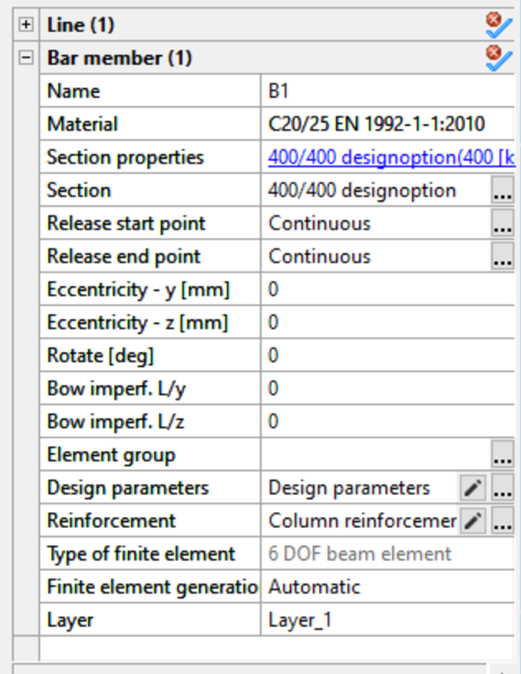 Line (1)
Bar member (1)
Name B1
Material C20/25 EN 1992-1-1:2010
Section properties 400/400 designoption(400 [k
Section 400/400 designoption ...
Release start point Continuous ...
Release end point Continuous ...
Eccentricity - y [mm] 0
Eccentricity - z [mm] 0
Rotate [deg] 0
Bow imperf. L/y 0
Bow imperf. L/z 0
Element group ...
Design parameters Design parameters ...
Reinforcement Column reinforcemer ...
Type of finite element 6 DOF beam element
Finite element generatio Automatic
Layer Layer_1